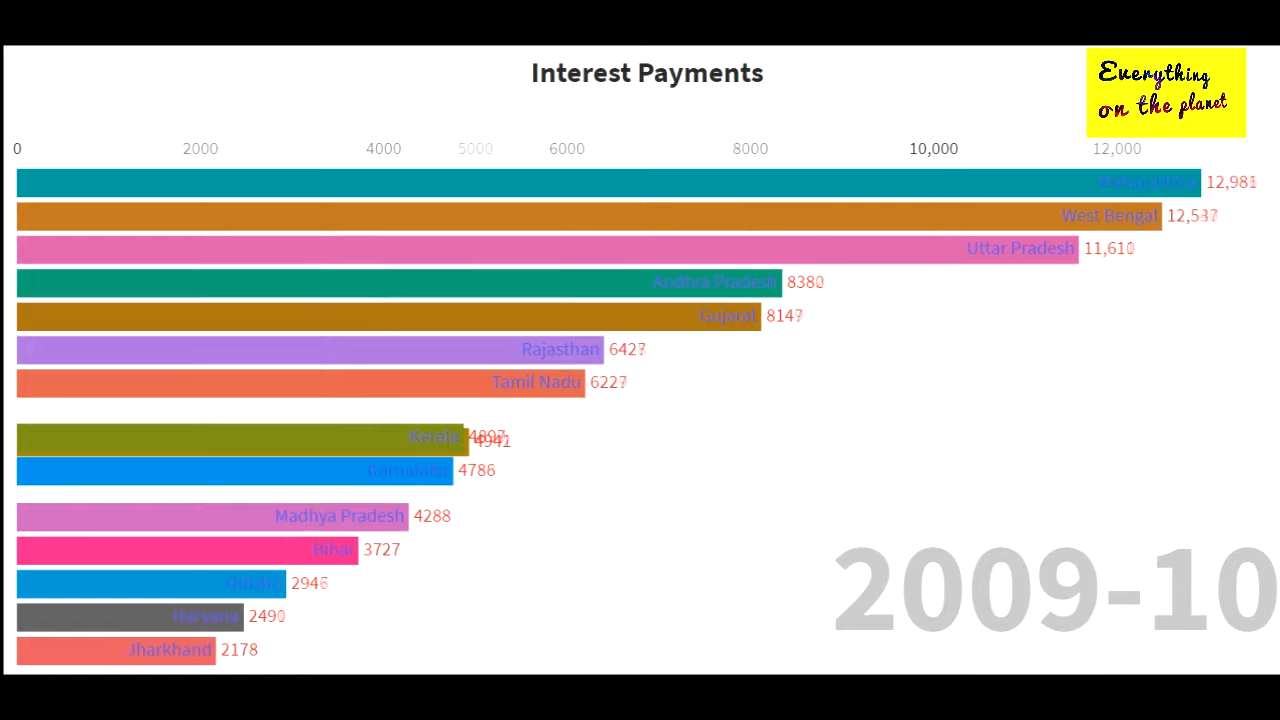 Interest Payments
Everything
on the planet
0 2000 4000 5000 6000 8000 10,000 12,000
12,981
West Bengal 12,537
Uttar Pradesh 11,610
Andhra Pradesh 8380
Gujarat 8147
Rajasthan 6427
Tamil Nadu 6227
Kerala
4942
Karnataka 4786
Madhya Pradesh 4288
Bihar 3727
Odisha 2946
Haryana 2490
Jharkhand 2178
2009-10